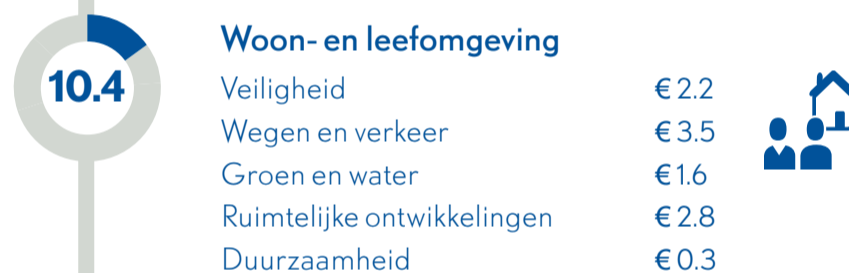 10.4
Woon- en leefomgeving
Veiligheid € 2.2
Wegen en verkeer € 3.5
Groen en water € 1.6
Ruimtelijke ontwikkelingen € 2.8
Duurzaamheid € 0.3